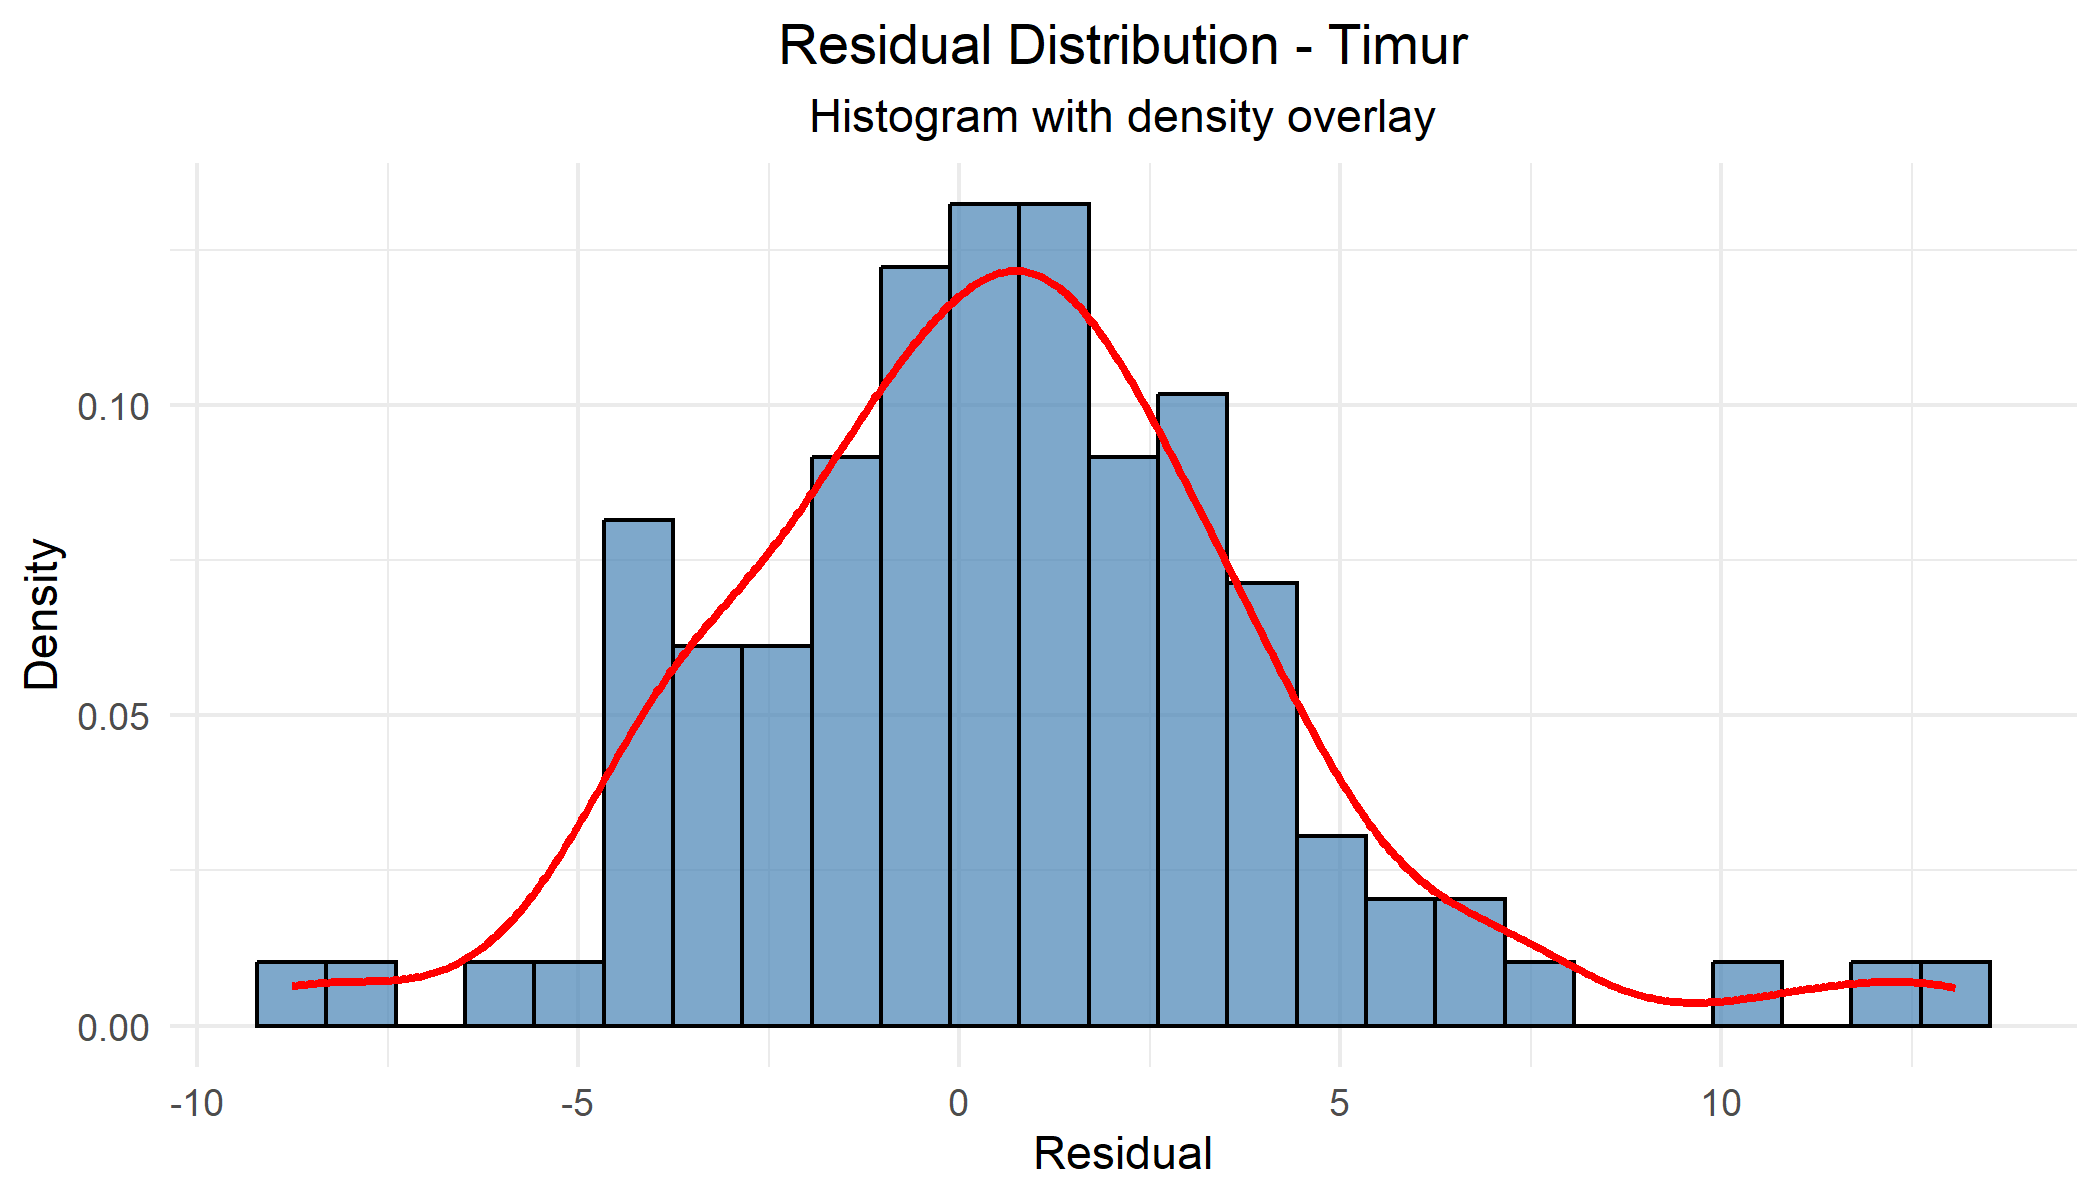 Residual Distribution - Timur
Histogram with density overlay
Density
0.10
0.05
0.00
-10
-5
0
5
10
Residual